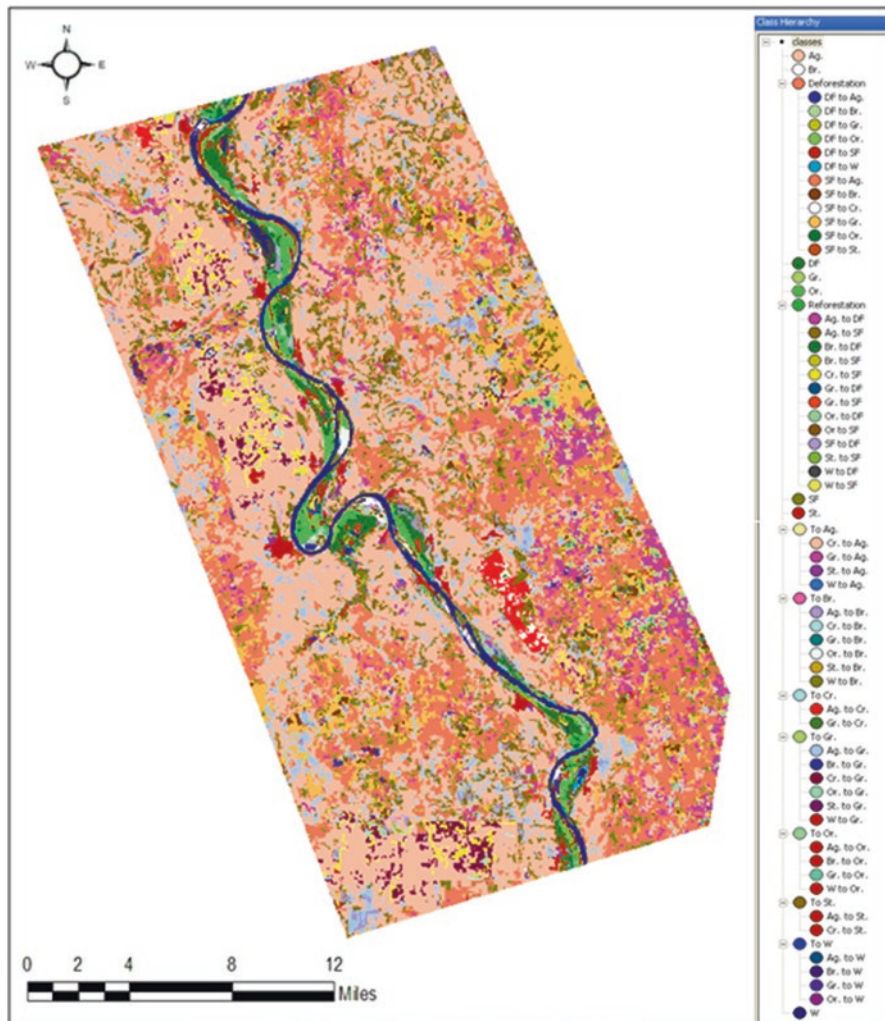 N
W E
S
0 2 4 8 12
Miles
Class Hierarchy
classes
Ag.
Br.
Deforestation
DF to Ag.
DF to Br.
DF to Gr.
DF to Or.
DF to SF
DF to W
SF to Ag.
SF to Br.
SF to Cr.
SF to Gr.
SF to Or.
SF to St.
DF
Gr.
Or.
Reforestation
Ag. to DF
Ag. to SF
Br. to DF
Br. to SF
Cr. to SF
Gr. to DF
Gr. to SF
Or. to DF
Or to SF
SF to DF
St. to SF
W to DF
W to SF
SF
St.
To Ag.
Cr. to Ag.
Gr. to Ag.
St. to Ag.
W to Ag.
To Br.
Ag. to Br.
Cr. to Br.
Gr. to Br.
Or. to Br.
St. to Br.
W to Br.
To Cr.
Ag. to Cr.
Gr. to Cr.
To Gr.
Ag. to Gr.
Br. to Gr.
Cr. to Gr.
Or. to Gr.
St. to Gr.
W to Gr.
To Or.
Ag. to Or.
Br. to Or.
Gr. to Or.
W to Or.
To St.
Ag. to St.
Cr. to St.
To W
Ag. to W
Br. to W
Gr. to W
Or. to W
W